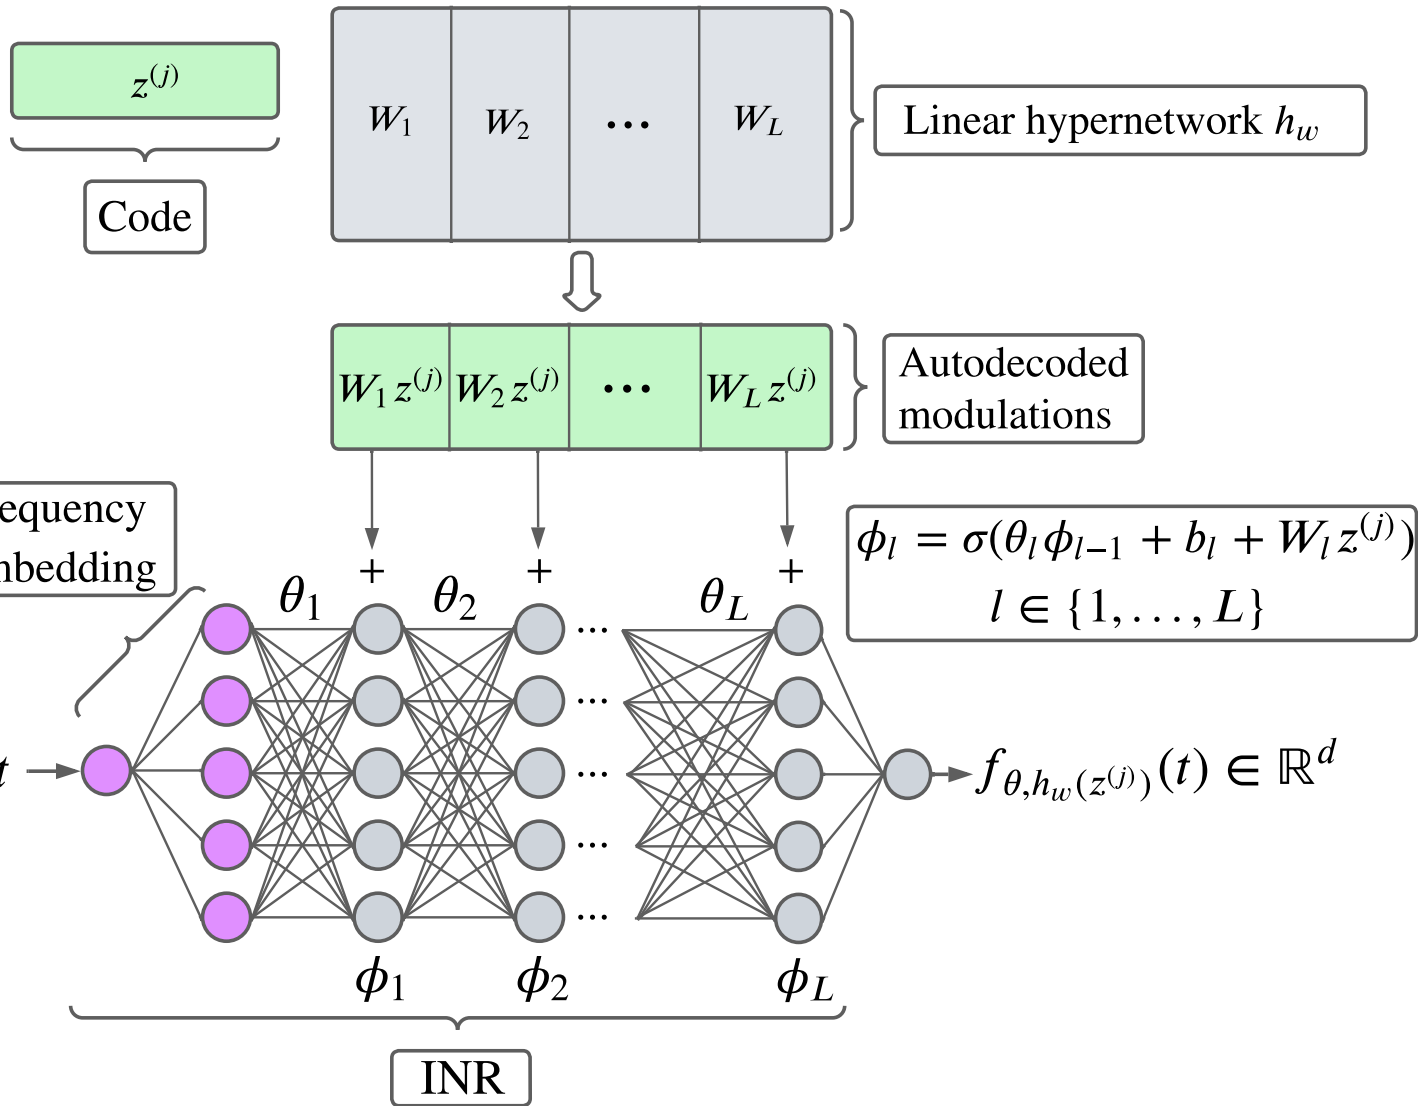 z^{(j)}
Code
W_1 W_2 ... W_L
Linear hypernetwork h_w
W_1 z^{(j)} W_2 z^{(j)} ... W_L z^{(j)}
Autodecoded
modulations
equency
nbedding
ϕ_l = σ(θ_l ϕ_{l−1} + b_l + W_l z^{(j)})
l ∈ {1, . . . , L}
+ + +
θ_1 θ_2 θ_L
...
...
...
...
...
t
f_{θ,h_w(z^{(j)})}(t) ∈ ℝ^d
ϕ_1 ϕ_2 ϕ_L
INR